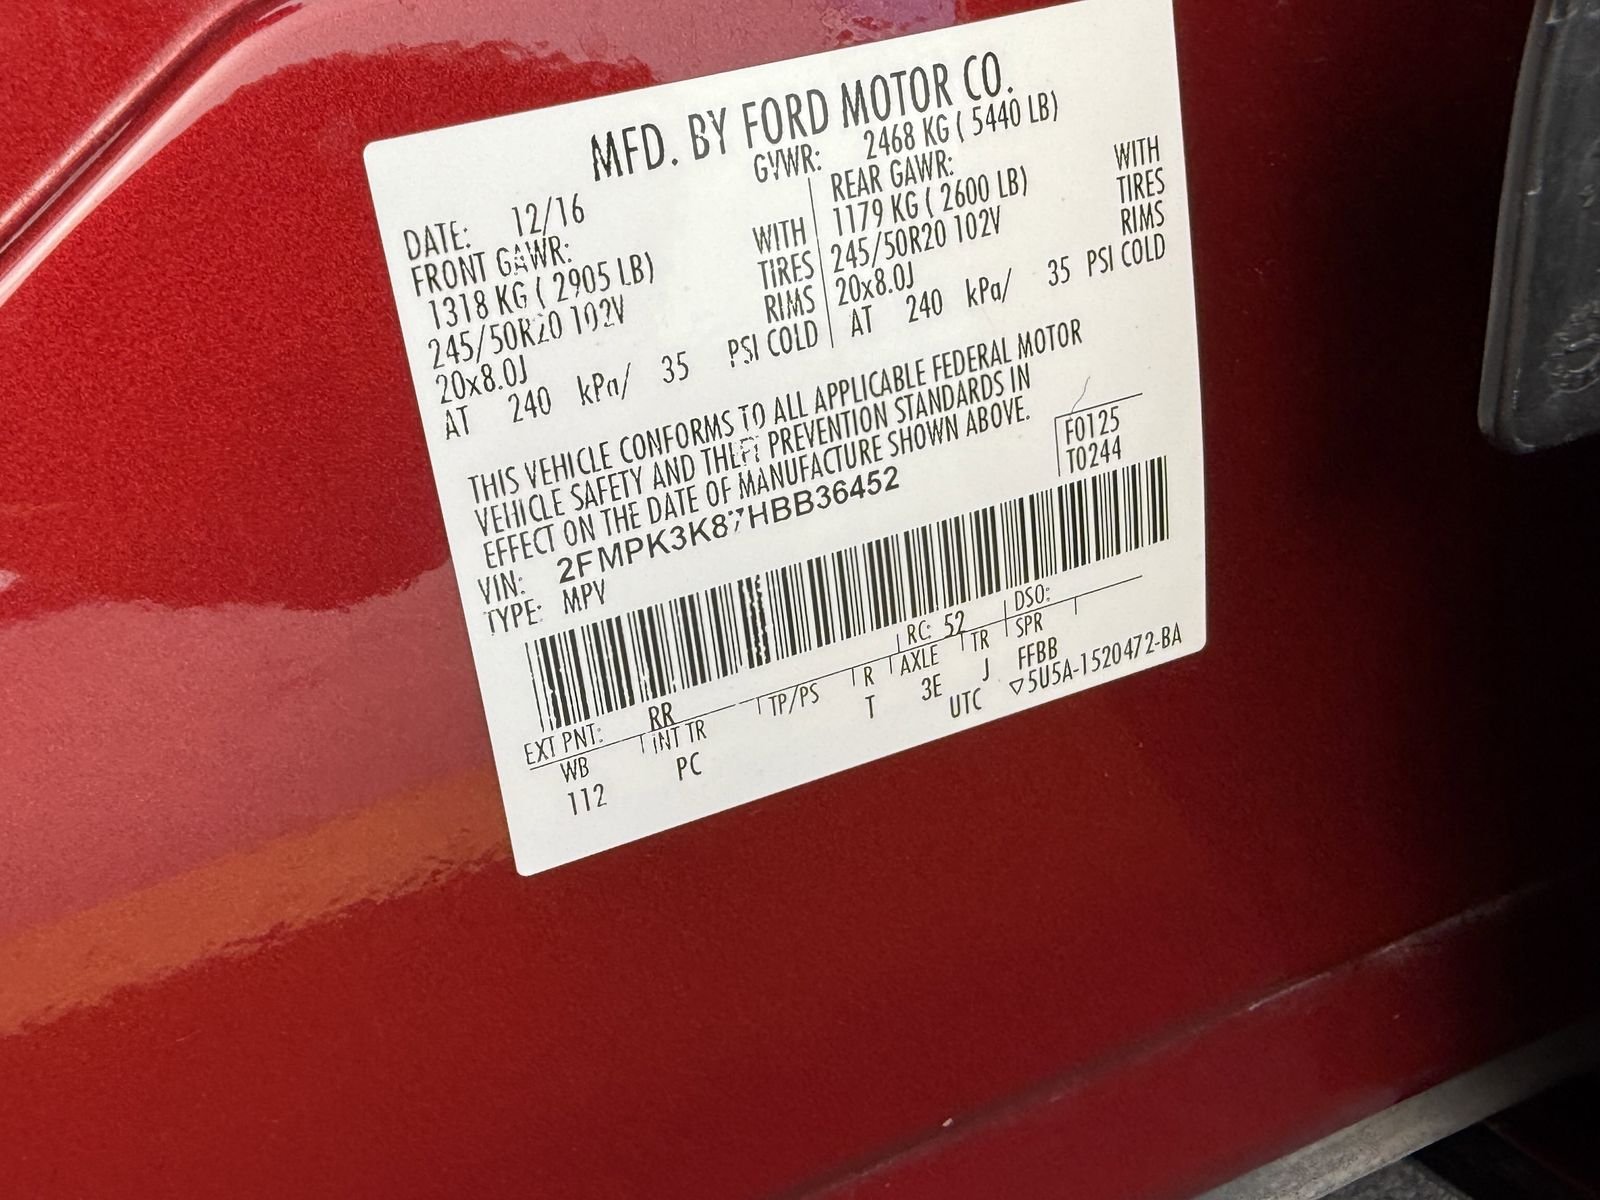 MFD. BY FORD MOTOR CO.
DATE: 12/16 GVWR: 2468 KG ( 5440 LB)
FRONT GAWR: REAR GAWR:
1318 KG ( 2905 LB) WITH 1179 KG ( 2600 LB) WITH
245/50R20 102V TIRES 245/50R20 102V TIRES
20x8.0J RIMS 20x8.0J RIMS
AT 240 kPa/ 35 PSI COLD AT 240 kPa/ 35 PSI COLD
THIS VEHICLE CONFORMS TO ALL APPLICABLE FEDERAL MOTOR
VEHICLE SAFETY AND THEFT PREVENTION STANDARDS IN
EFFECT ON THE DATE OF MANUFACTURE SHOWN ABOVE.
F0125
T0244
VIN: 2FMPK3K87HBB36452
TYPE: MPV
EXT PNT: RR RC: 52 DSO:
WB INT TR TP/PS R AXLE TR SPR
112 PC T 3E J FFBB
UTC ▽5U5A-1520472-BA